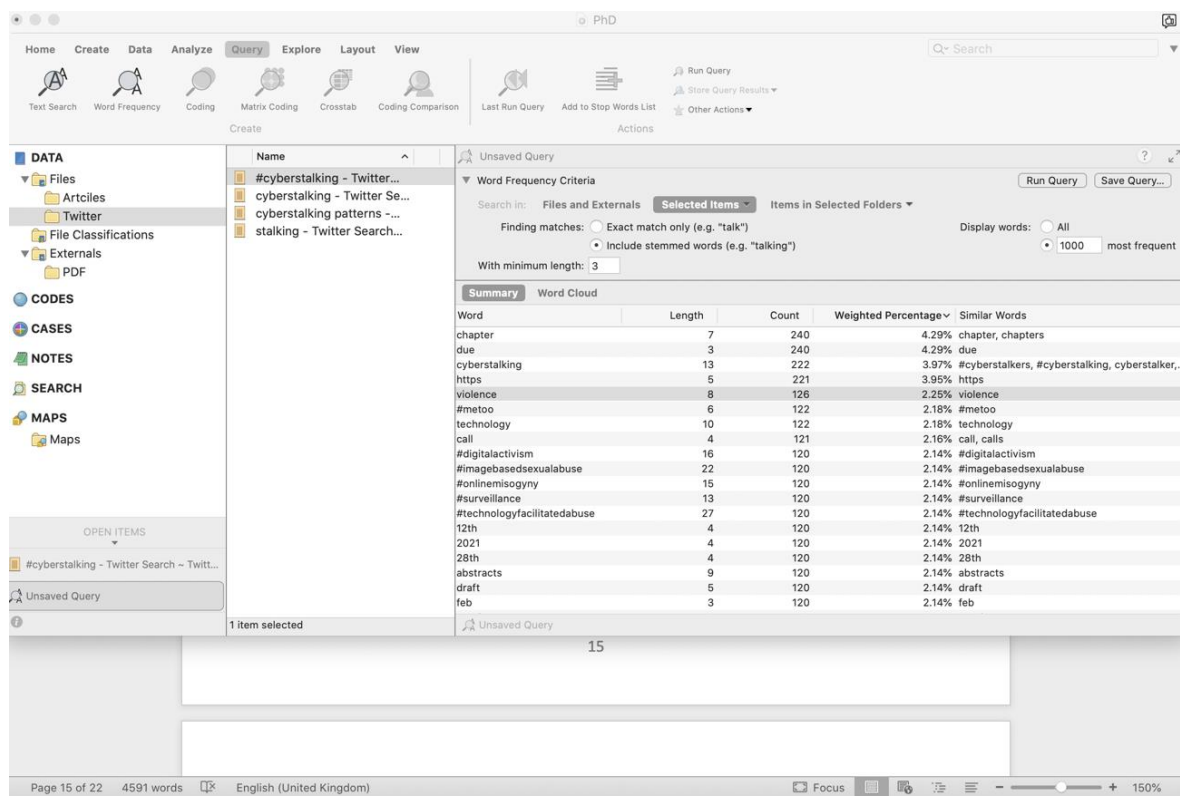 PhD
Home Create Data Analyze Query Explore Layout View
Search
Text Search Word Frequency Coding Matrix Coding Crosstab Coding Comparison Last Run Query Add to Stop Words List
Run Query
Store Query Results
Other Actions
Create Actions
DATA
Files
Artciles
Twitter
File Classifications
Externals
PDF
CODES
CASES
NOTES
SEARCH
MAPS
Maps
OPEN ITEMS
#cyberstalking - Twitter Search ~ Twitt...
Unsaved Query
Name
#cyberstalking - Twitter...
cyberstalking - Twitter Se...
cyberstalking patterns -...
stalking - Twitter Search...
1 item selected
Unsaved Query ?
Word Frequency Criteria Run Query Save Query...
Search in: Files and Externals Selected Items Items in Selected Folders
Finding matches: Exact match only (e.g. "talk") Display words: All
Include stemmed words (e.g. "talking") 1000 most frequent
With minimum length: 3
Summary Word Cloud
Word Length Count Weighted Percentage Similar Words
chapter 7 240 4.29% chapter, chapters
due 3 240 4.29% due
cyberstalking 13 222 3.97% #cyberstalkers, #cyberstalking, cyberstalker,..
https 5 221 3.95% https
violence 8 126 2.25% violence
#metoo 6 122 2.18% #metoo
technology 10 122 2.18% technology
call 4 121 2.16% call, calls
#digitalactivism 16 120 2.14% #digitalactivism
#imagebasedsexualabuse 22 120 2.14% #imagebasedsexualabuse
#onlinemisogyny 15 120 2.14% #onlinemisogyny
#surveillance 13 120 2.14% #surveillance
#technologyfacilitatedabuse 27 120 2.14% #technologyfacilitatedabuse
12th 4 120 2.14% 12th
2021 4 120 2.14% 2021
28th 4 120 2.14% 28th
abstracts 9 120 2.14% abstracts
draft 5 120 2.14% draft
feb 3 120 2.14% feb
Unsaved Query
15
Page 15 of 22 4591 words English (United Kingdom) Focus 150%